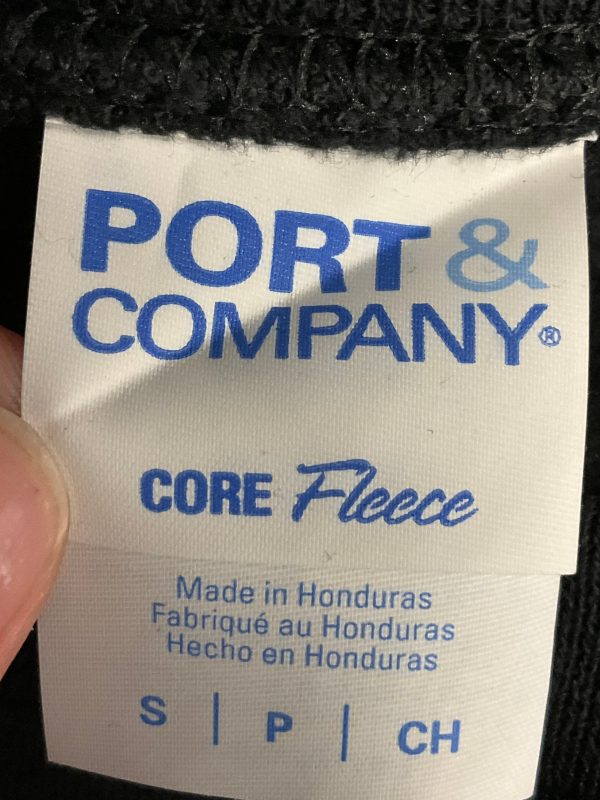 PORT &
COMPANY®
CORE Fleece
Made in Honduras
Fabriqué au Honduras
Hecho en Honduras
S | P | CH